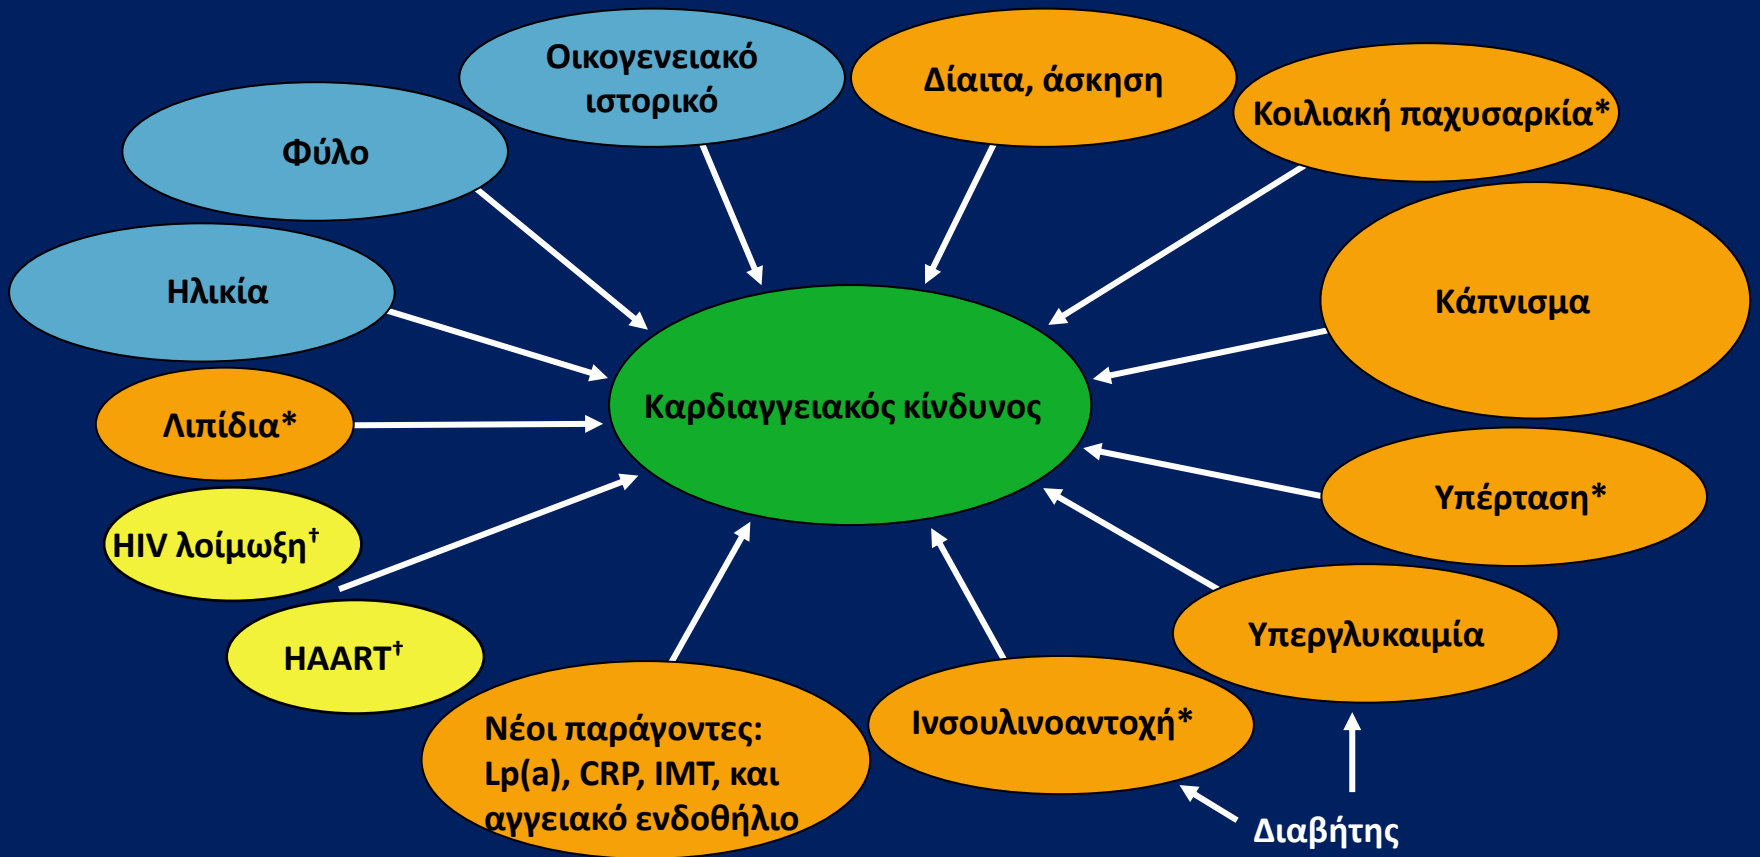 Οικογενειακό
ιστορικό
Δίαιτα, άσκηση
Κοιλιακή παχυσαρκία*
Φύλο
Ηλικία
Κάπνισμα
Λιπίδια*
Καρδιαγγειακός κίνδυνος
Υπέρταση*
HIV λοίμωξη†
HAART†
Υπεργλυκαιμία
Νέοι παράγοντες:
Lp(a), CRP, IMT, και
αγγειακό ενδοθήλιο
Ινσουλινοαντοχή*
Διαβήτης